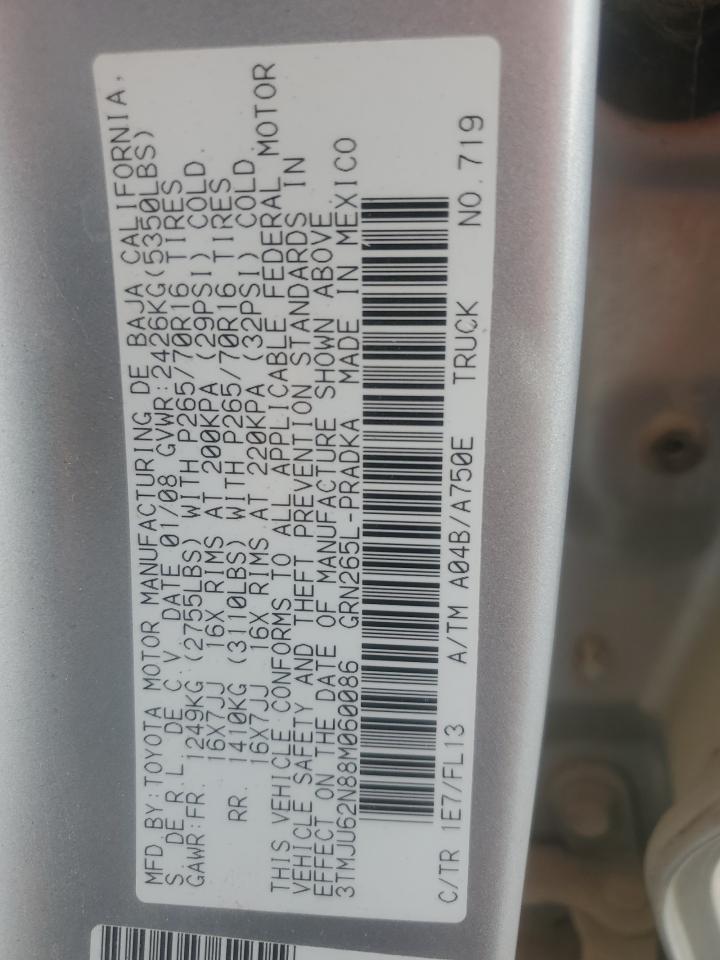 MFD BY: TOYOTA MOTOR MANUFACTURING DE BAJA CALIFORNIA,
S DE R.L. DE C V DATE 01/08 GVWR: 2426KG(5350LBS)
GAWR: FR. 1249KG (2755LBS) WITH P265/70R16 TIRES
16X7JJ 16X RIMS AT 200KPA (29PSI) COLD.
RR. 1410KG (3110LBS) WITH P265/70R16 TIRES
16X7JJ 16X RIMS AT 220KPA (32PSI) COLD
THIS VEHICLE CONFORMS TO ALL APPLICABLE FEDERAL MOTOR
VEHICLE SAFETY AND THEFT PREVENTION STANDARDS IN
EFFECT ON THE DATE OF MANUFACTURE SHOWN ABOVE
3TMJU62N88M060086 GRN265L-PRADKA MADE IN MEXICO
C/TR 1E7/FL13 A/TM A04B/A750E TRUCK NO.719